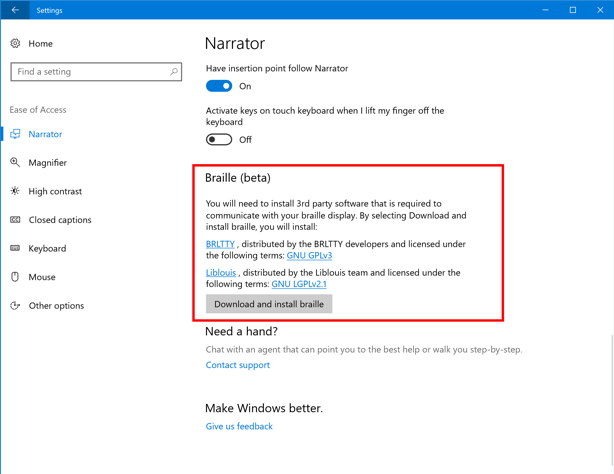 Settings
Home
Find a setting
Ease of Access
Narrator
Magnifier
High contrast
Closed captions
Keyboard
Mouse
Other options
Narrator
Have insertion point follow Narrator
On
Activate keys on touch keyboard when I lift my finger off the
keyboard
Off
Braille (beta)
You will need to install 3rd party software that is required to
communicate with your braille display. By selecting Download and
install braille, you will install:
BRLTTY , distributed by the BRLTTY developers and licensed under
the following terms: GNU GPLv3
Liblouis , distributed by the Liblouis team and licensed under the
following terms: GNU LGPLv2.1
Download and install braille
Need a hand?
Chat with an agent that can point you to the best help or walk you step-by-step.
Contact support
Make Windows better.
Give us feedback